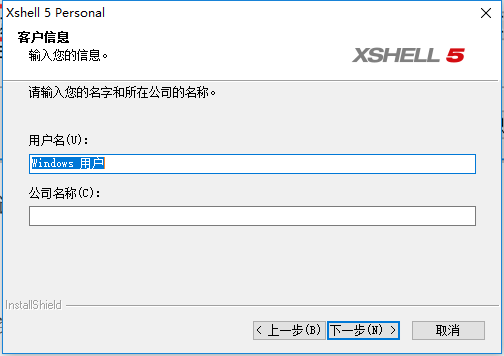 Xshell 5 Personal
客户信息
输入您的信息。
XSHELL 5
请输入您的名字和所在公司的名称。
用户名(U):
Windows 用户
公司名称(C):
InstallShield
< 上一步(B) 下一步(N) > 取消